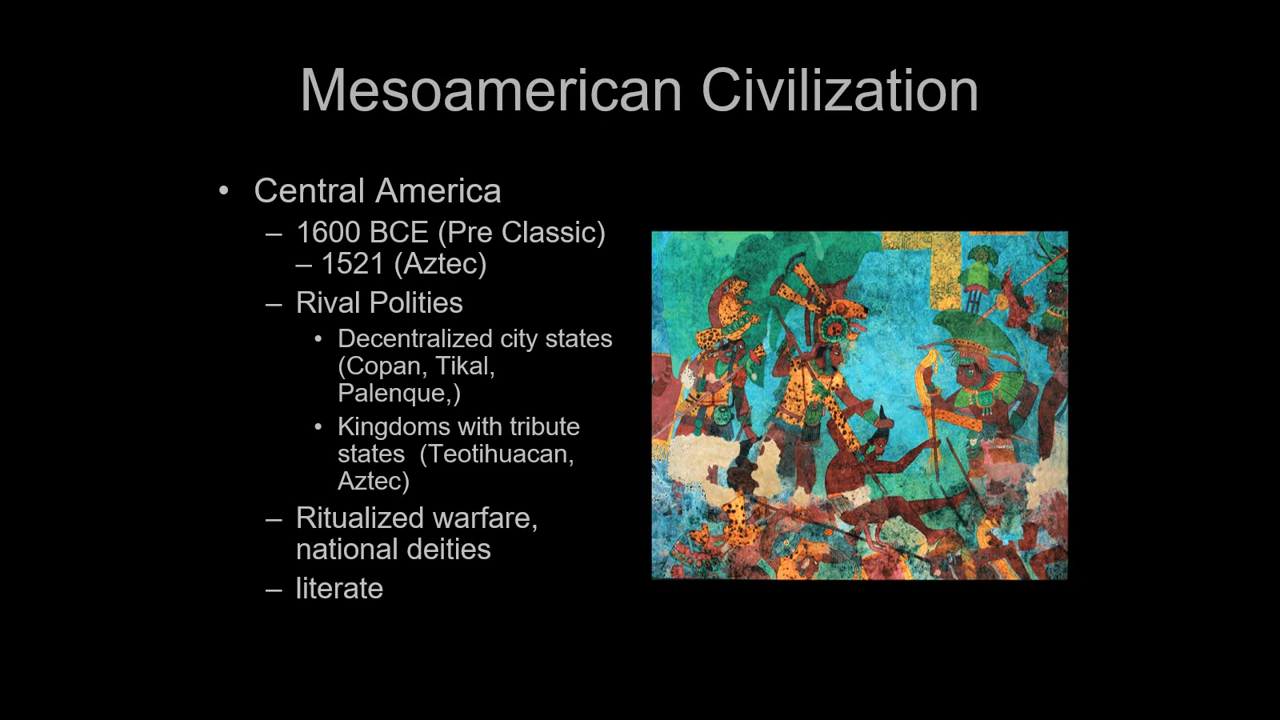 Mesoamerican Civilization
• Central America
– 1600 BCE (Pre Classic)
– 1521 (Aztec)
– Rival Polities
• Decentralized city states
(Copan, Tikal,
Palenque,)
• Kingdoms with tribute
states  (Teotihuacan,
Aztec)
– Ritualized warfare,
national deities
– literate